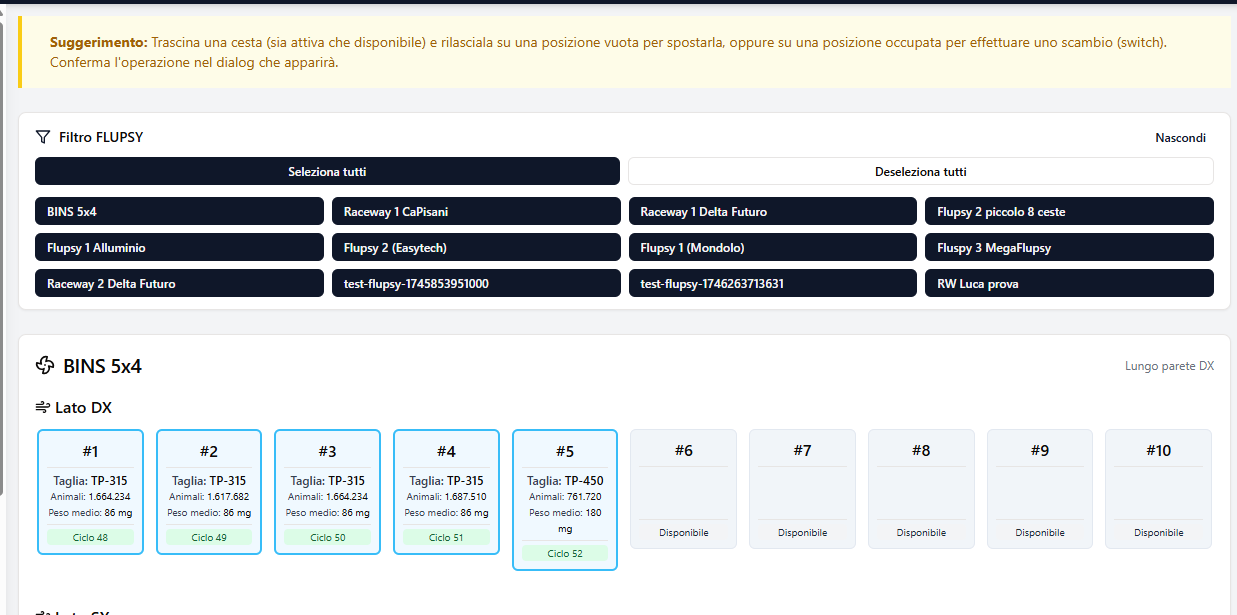 Suggerimento: Trascina una cesta (sia attiva che disponibile) e rilasciala su una posizione vuota per spostarla, oppure su una posizione occupata per effettuare uno scambio (switch).
Conferma l'operazione nel dialog che apparirà.
Filtro FLUPSY
Nascondi
Seleziona tutti
Deseleziona tutti
BINS 5x4
Raceway 1 CaPisani
Raceway 1 Delta Futuro
Flupsy 2 piccolo 8 ceste
Flupsy 1 Alluminio
Flupsy 2 (Easytech)
Flupsy 1 (Mondolo)
Fluspy 3 MegaFlupsy
Raceway 2 Delta Futuro
test-flupsy-1745853951000
test-flupsy-1746263713631
RW Luca prova
BINS 5x4
Lungo parete DX
Lato DX
#1
Taglia: TP-315
Animali: 1.664.234
Peso medio: 86 mg
Ciclo 48
#2
Taglia: TP-315
Animali: 1.617.682
Peso medio: 86 mg
Ciclo 49
#3
Taglia: TP-315
Animali: 1.664.234
Peso medio: 86 mg
Ciclo 50
#4
Taglia: TP-315
Animali: 1.687.510
Peso medio: 86 mg
Ciclo 51
#5
Taglia: TP-450
Animali: 761.720
Peso medio: 180
mg
Ciclo 52
#6
Disponibile
#7
Disponibile
#8
Disponibile
#9
Disponibile
#10
Disponibile